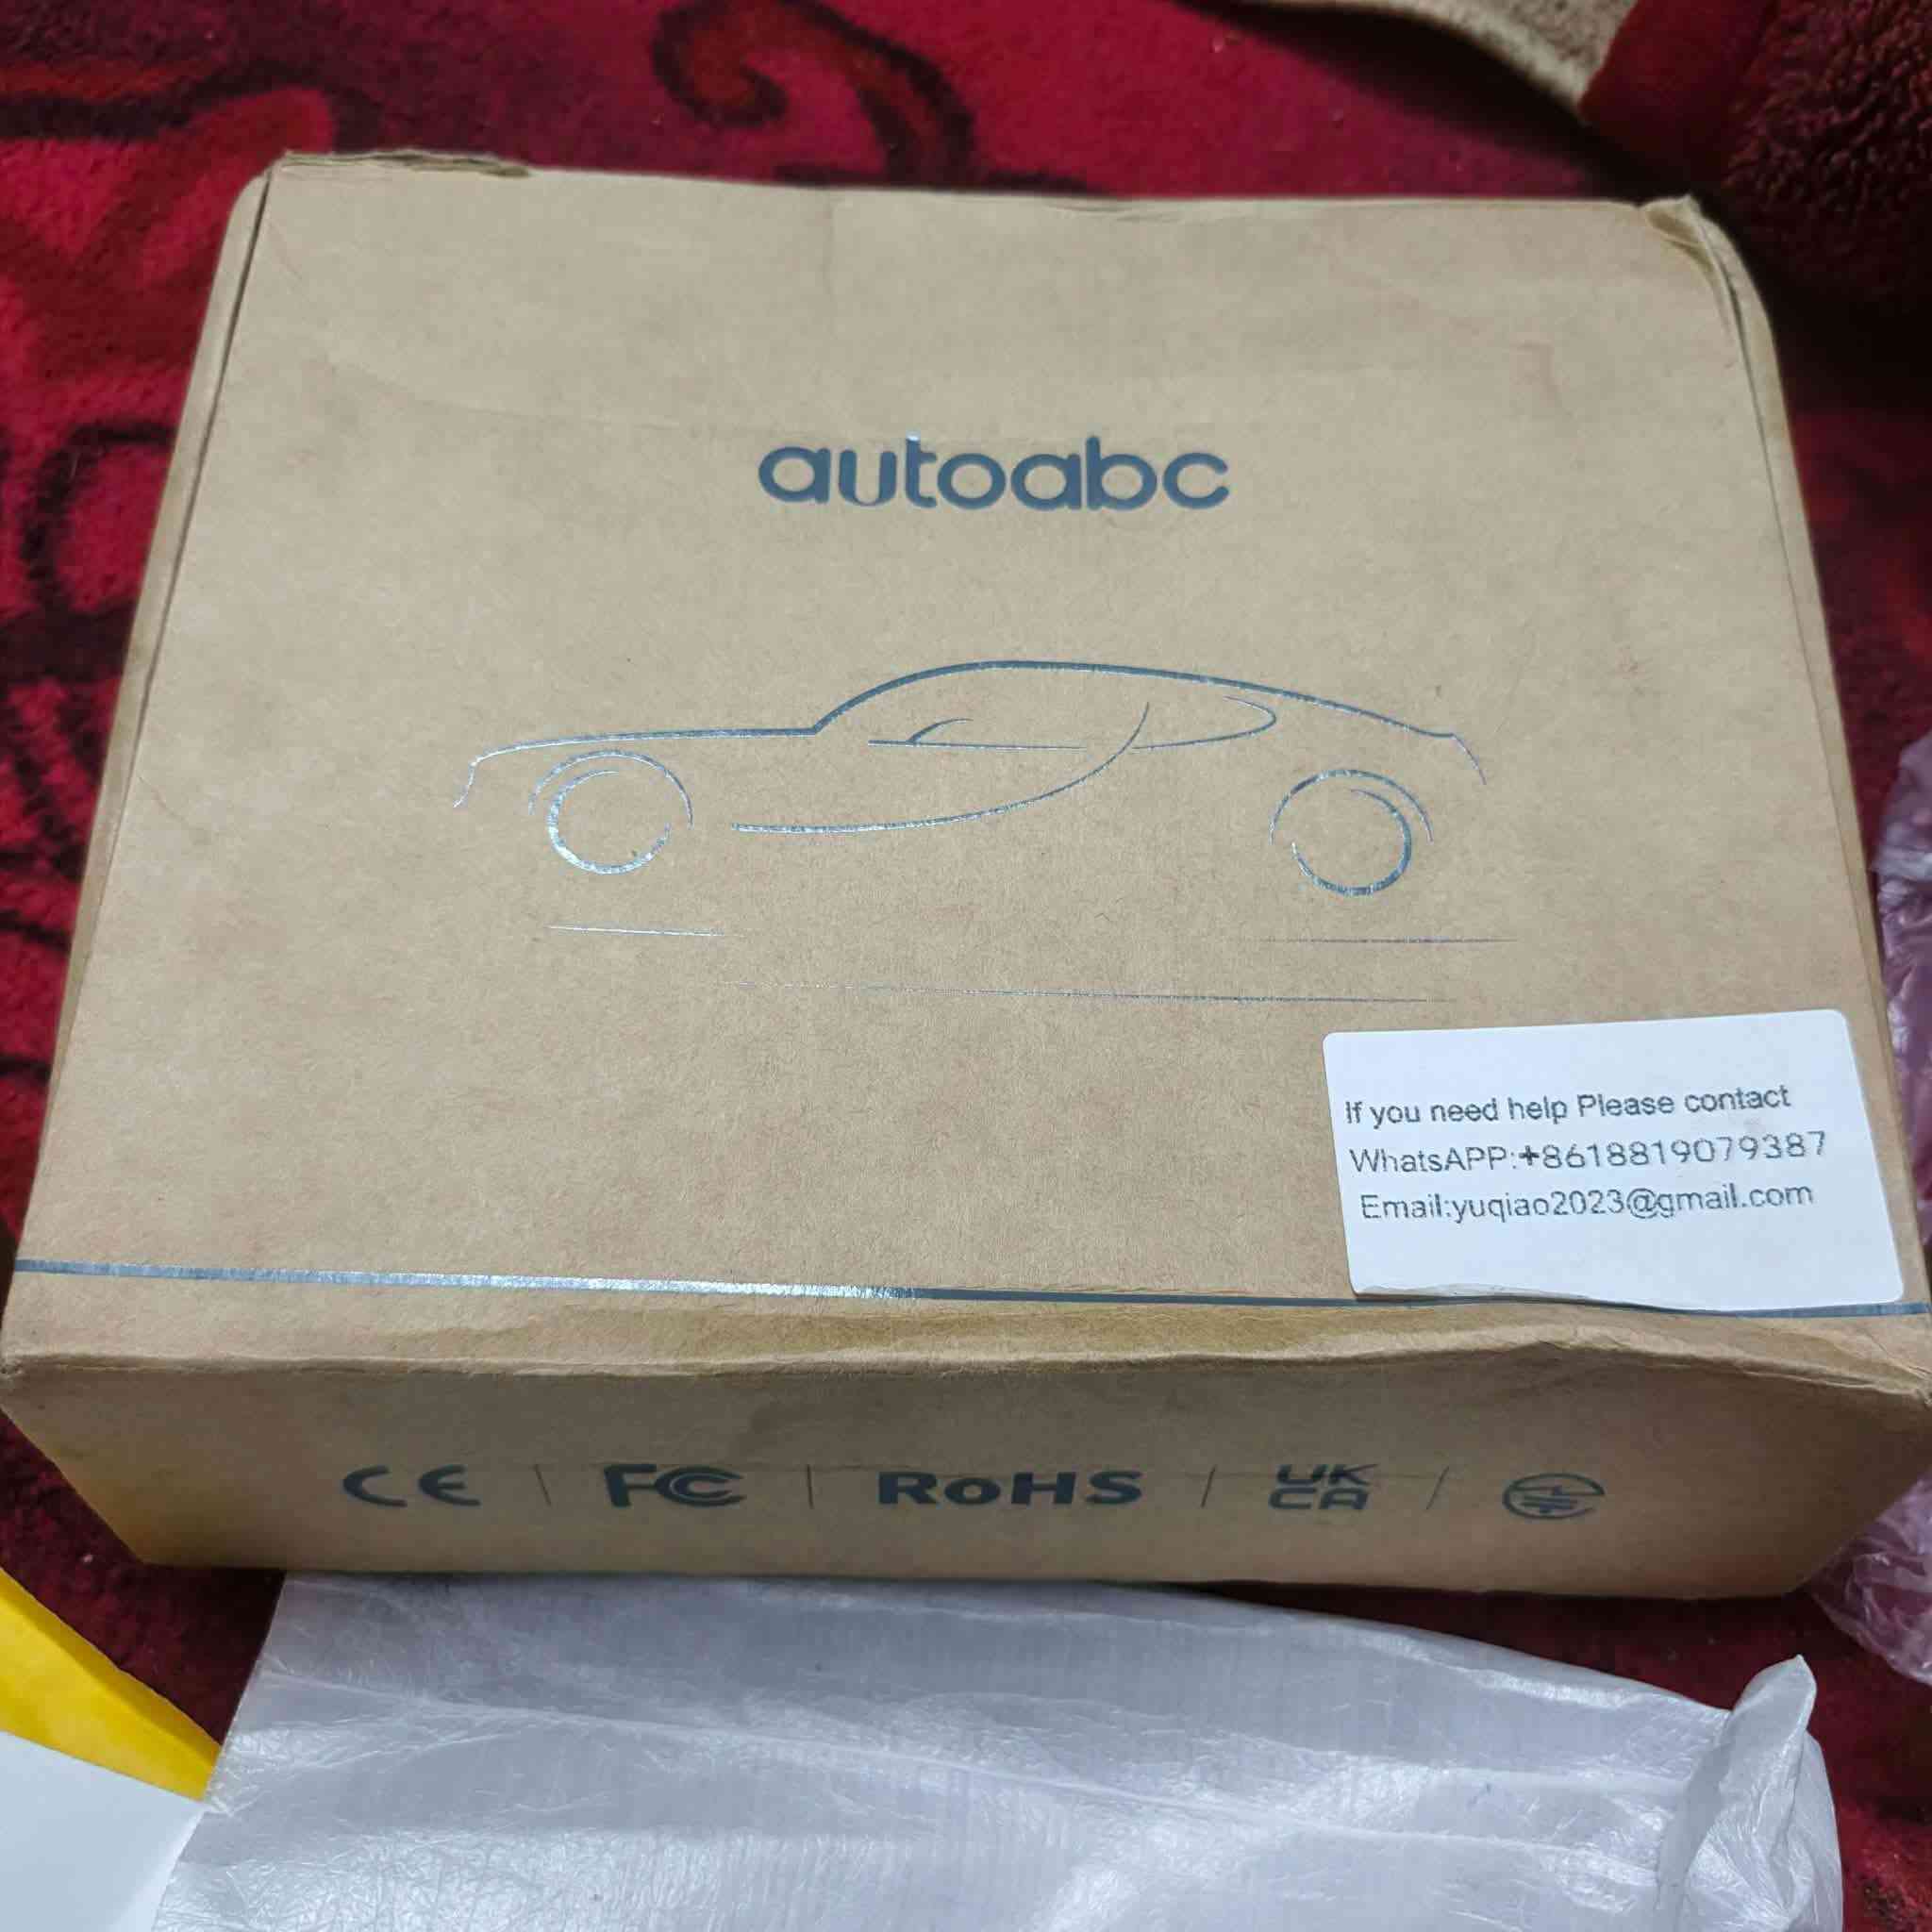 autoabc
If you need help Please contact
WhatsAPP:+8618819079387
Email:yuqiao2023@gmail.com
CE | FC | RoHS | UK CA |